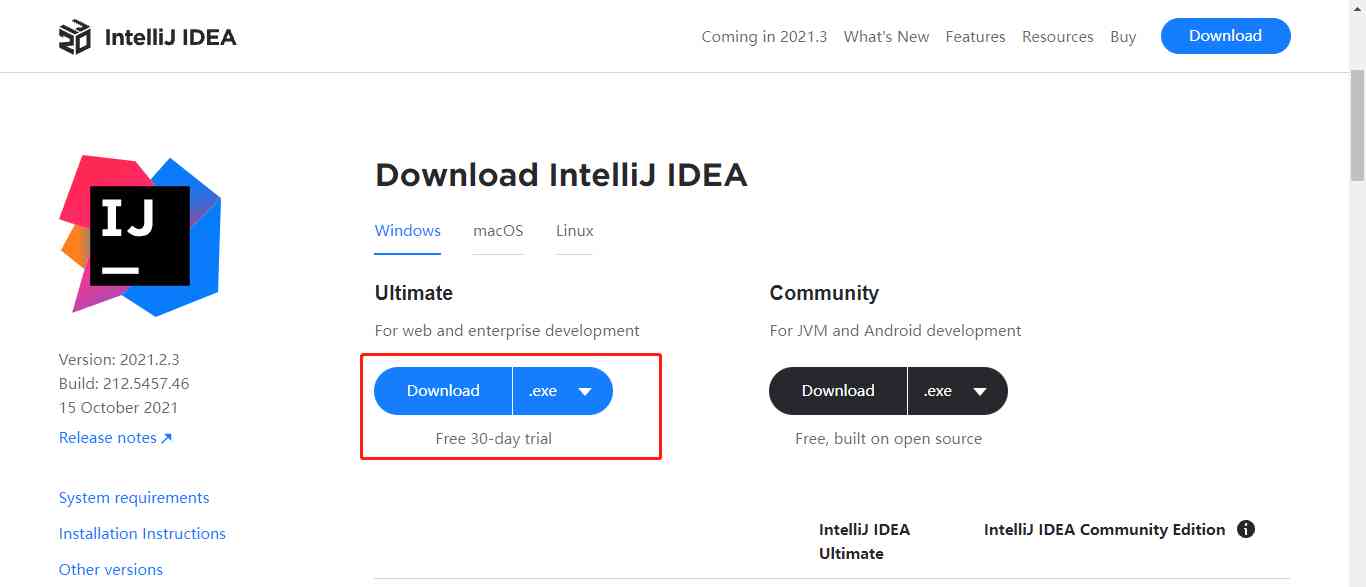 IntelliJ IDEA
Coming in 2021.3 What's New Features Resources Buy Download
IJ
Download IntelliJ IDEA
Windows macOS Linux
Ultimate
For web and enterprise development
Download .exe
Free 30-day trial
Community
For JVM and Android development
Download .exe
Free, built on open source
Version: 2021.2.3
Build: 212.5457.46
15 October 2021
Release notes
System requirements
Installation Instructions
Other versions
IntelliJ IDEA
Ultimate
IntelliJ IDEA Community Edition